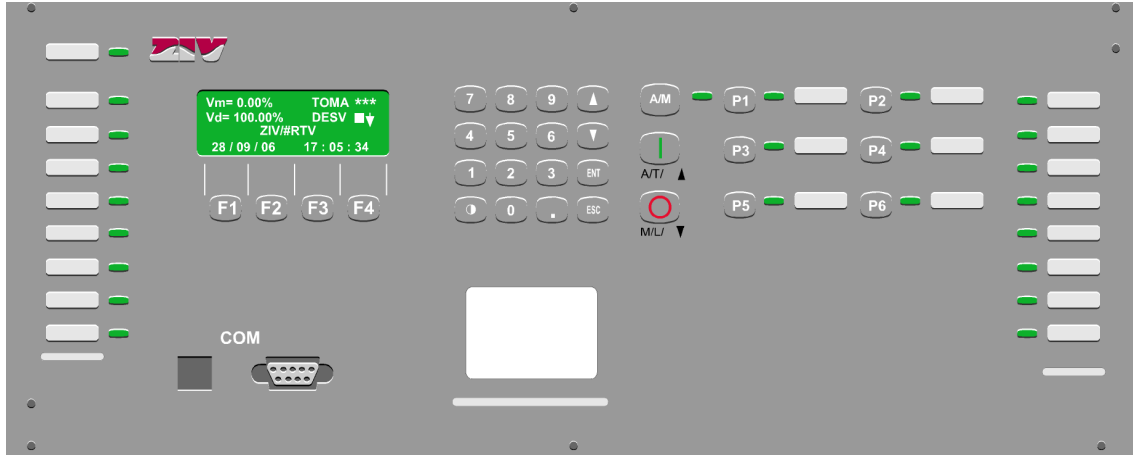 ZIV
Vm= 0.00% TOMA ***
Vd= 100.00% DESV ■
ZIV/#RTV
28 / 09 / 06 17 : 05 : 34
F1 F2 F3 F4
COM
7 8 9
4 5 6
1 2 3 ENT
0 . ESC
A/M P1 P2
A/T/ ▲
P3 P4
M/L/ ▼
P5 P6